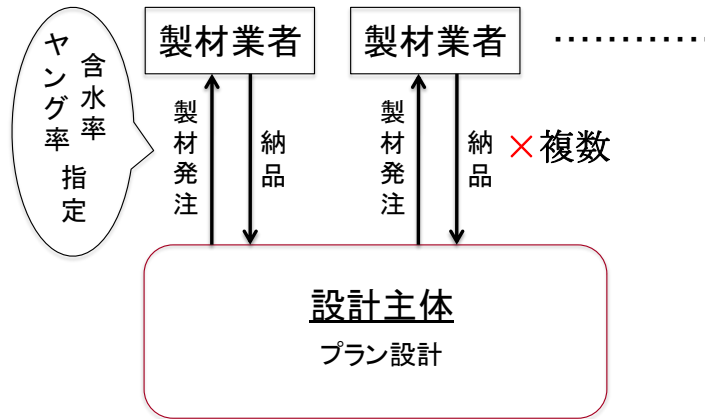 製材業者
製材業者
‥‥‥‥‥
含水率
ヤング率
指定
製材発注
納品
製材発注
納品
×複数
設計主体
プラン設計